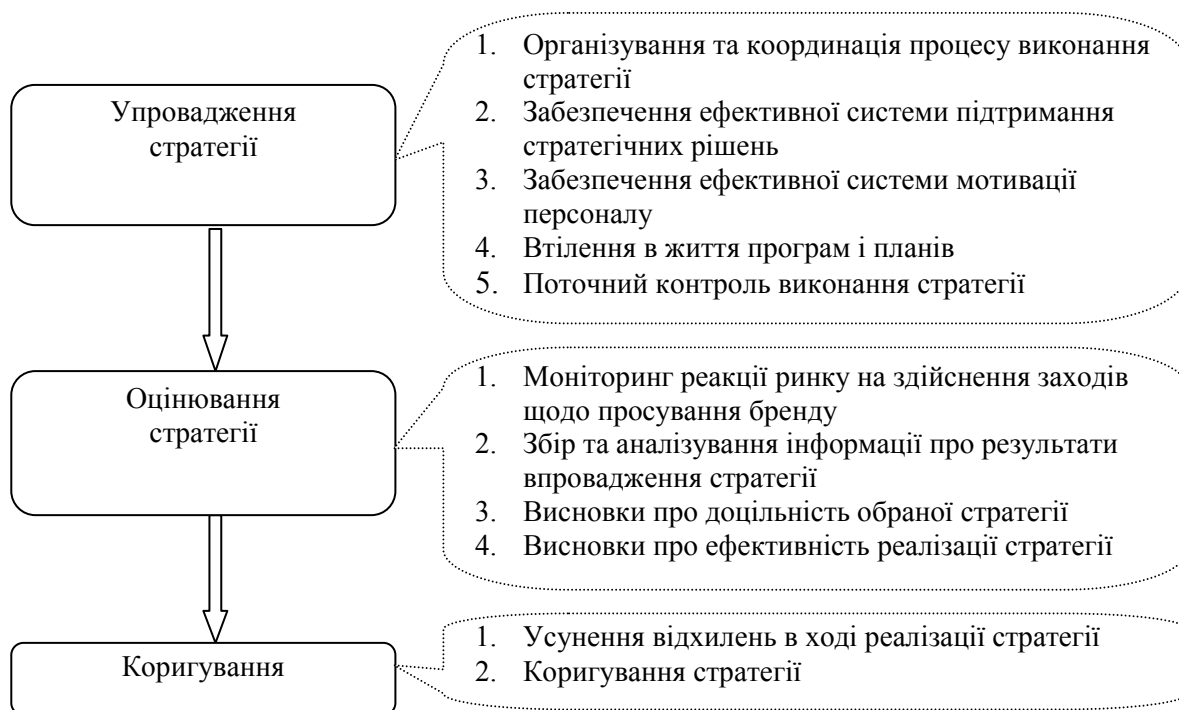 Упровадження
стратегії
1. Організування та координація процесу виконання
стратегії
2. Забезпечення ефективної системи підтримання
стратегічних рішень
3. Забезпечення ефективної системи мотивації
персоналу
4. Втілення в життя програм і планів
5. Поточний контроль виконання стратегії
Оцінювання
стратегії
1. Моніторинг реакції ринку на здійснення заходів
щодо просування бренду
2. Збір та аналізування інформації про результати
впровадження стратегії
3. Висновки про доцільність обраної стратегії
4. Висновки про ефективність реалізації стратегії
Коригування
1. Усунення відхилень в ході реалізації стратегії
2. Коригування стратегії